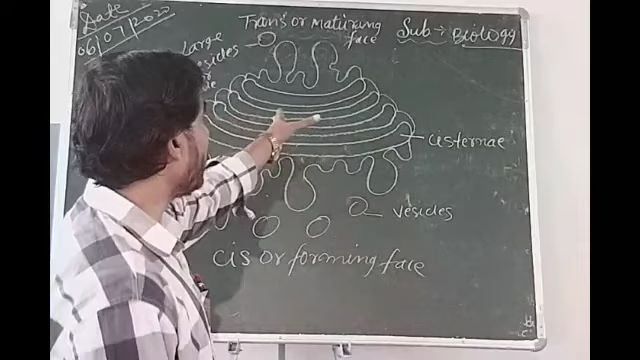 Date
06/07/2020
Trans or Maturing
face
Sub :- Biology
Large
vesicles
cisternae
vesicles
cis or forming face